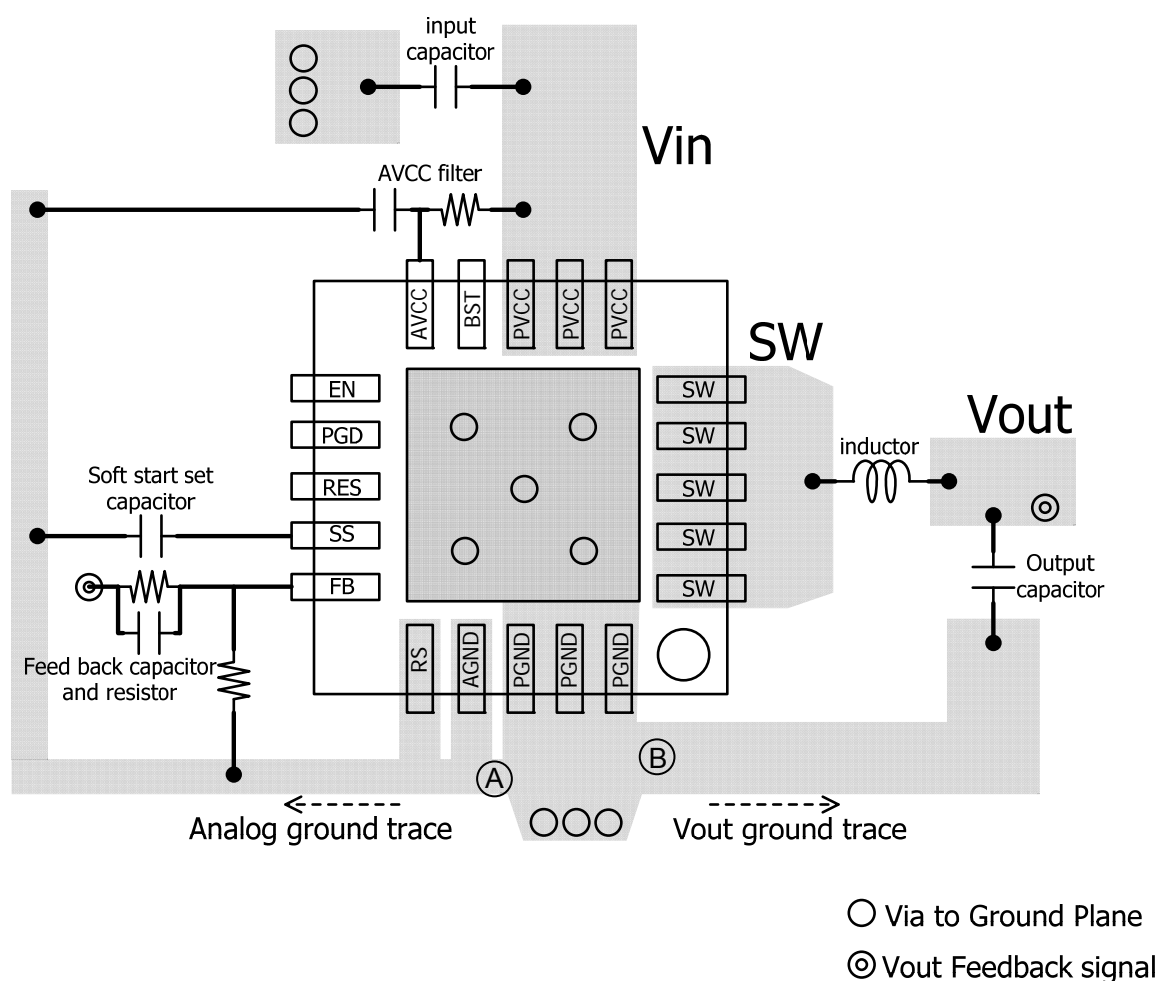 input
capacitor
Vin
AVCC filter
AVCC
BST
PVCC
PVCC
PVCC
SW
EN
PGD
RES
SS
FB
SW
SW
SW
SW
SW
Vout
inductor
Soft start set
capacitor
Output
capacitor
Feed back capacitor
and resistor
RS
AGND
PGND
PGND
PGND
A
B
Analog ground trace
Vout ground trace
Via to Ground Plane
Vout Feedback signal